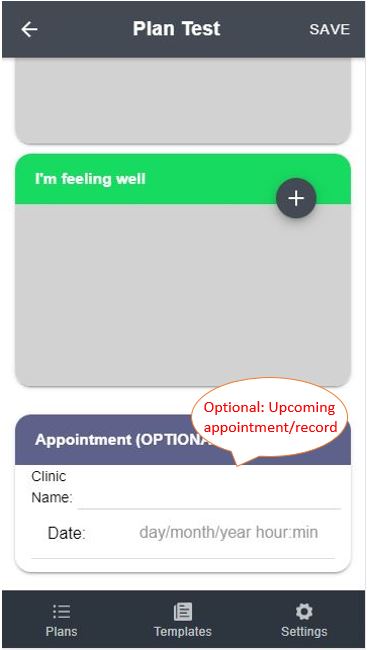 Plan Test
SAVE
I'm feeling well
Optional: Upcoming
appointment/record
Appointment (OPTIONA
Clinic
Name:
Date: day/month/year hour:min
Plans Templates Settings